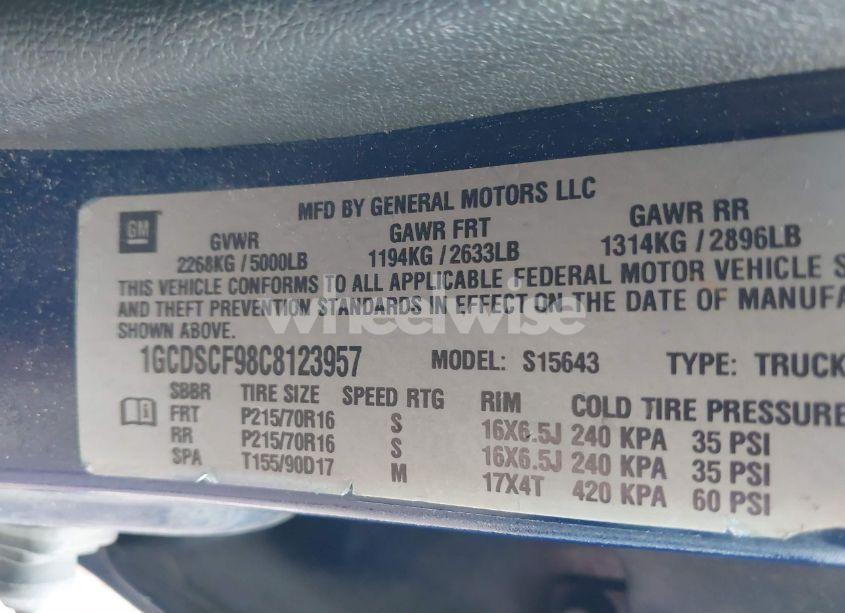 MFD BY GENERAL MOTORS LLC
GM
GVWR GAWR FRT GAWR RR
2268KG / 5000LB 1194KG / 2633LB 1314KG / 2896LB
THIS VEHICLE CONFORMS TO ALL APPLICABLE FEDERAL MOTOR VEHICLE S
AND THEFT PREVENTION STANDARDS IN EFFECT ON THE DATE OF MANUFA
SHOWN ABOVE.
1GCDSCF98C8123957 MODEL: S15643 TYPE: TRUCK
SBBR TIRE SIZE SPEED RTG RIM COLD TIRE PRESSURE
FRT P215/70R16 S 16X6.5J 240 KPA 35 PSI
RR P215/70R16 S 16X6.5J 240 KPA 35 PSI
SPA T155/90D17 M 17X4T 420 KPA 60 PSI
wheelwise